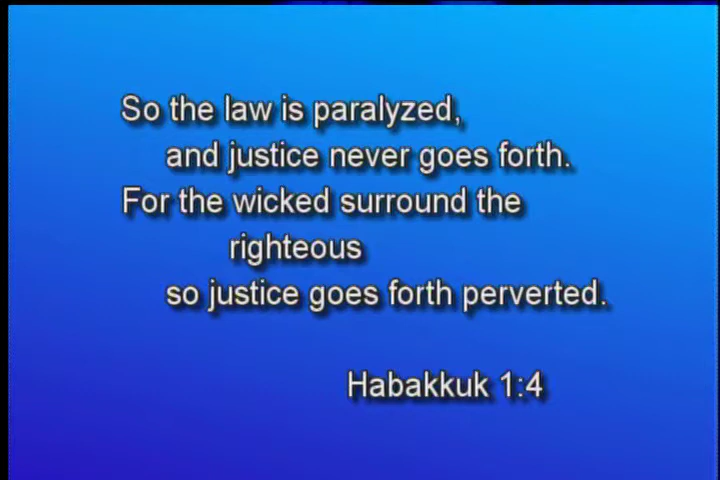 So the law is paralyzed,
and justice never goes forth.
For the wicked surround the
righteous
so justice goes forth perverted.
Habakkuk 1:4